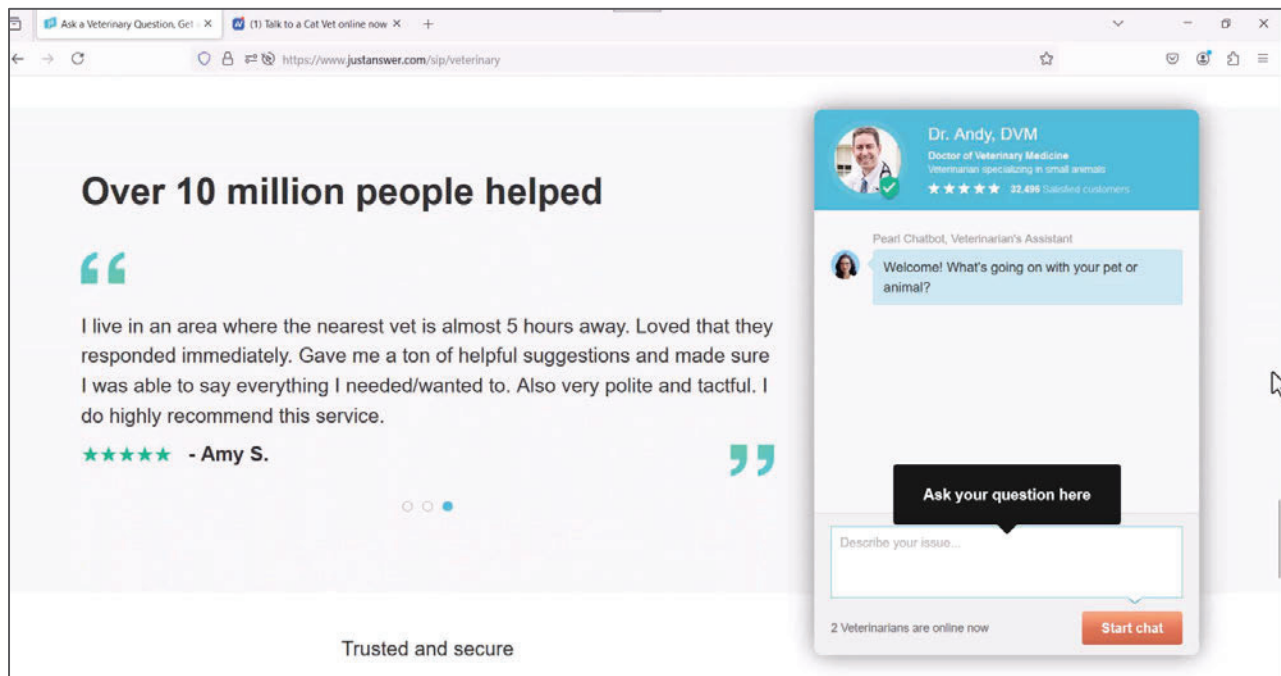 Ask a Veterinary Question, Get
(1) Talk to a Cat Vet online now
https://www.justanswer.com/sip/veterinary
Over 10 million people helped
“
I live in an area where the nearest vet is almost 5 hours away. Loved that they
responded immediately. Gave me a ton of helpful suggestions and made sure
I was able to say everything I needed/wanted to. Also very polite and tactful. I
do highly recommend this service.
★★★★★ - Amy S.
”
Trusted and secure
Dr. Andy, DVM
Doctor of Veterinary Medicine
Veterinarian specializing in small animals
★★★★★ 32,496 Satisfied customers
Pearl Chatbot, Veterinarian's Assistant
Welcome! What's going on with your pet or
animal?
Ask your question here
Describe your issue...
2 Veterinarians are online now
Start chat